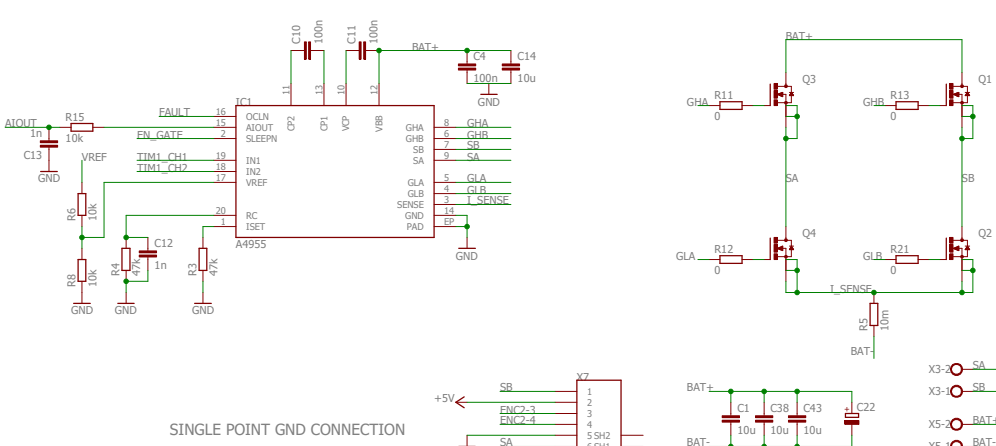 C10
100n
C11
100n
BAT+
C4
100n
C14
10u
GND
IC1
11
13
10
12
CP2
CP1
VCP
VBB
FAULT
16
OCLN
AIOUT
R15
10k
15
AIOUT
1n
C13
GND
EN_GATE
2
SLEEPN
TIM1_CH1
19
IN1
TIM1_CH2
18
IN2
VREF
17
VREF
20
RC
1
ISET
A4955
GHA
8
GHA
GHB
6
GHB
SB
7
SB
SA
9
SA
GLA
5
GLA
GLB
4
GLB
SENSE
3
I_SENSE
GND
14
PAD
EP
GND
R6
10k
R8
10k
GND
R4
47k
C12
1n
GND
R3
47k
GND
BAT+
Q3
Q1
GHA
R11
0
GHB
R13
0
SA
SB
Q4
Q2
GLA
R12
0
GLB
R21
0
I_SENSE
R5
10m
BAT-
SINGLE POINT GND CONNECTION
X7
SB
1
+5V
2
ENC2-3
3
ENC2-4
4
5
SH2
SA
6
SH1
BAT+
C1
10u
C38
10u
C43
10u
+
C22
BAT-
X3-2
SA
X3-1
SB
X5-2
BAT+
X5-1
BAT-